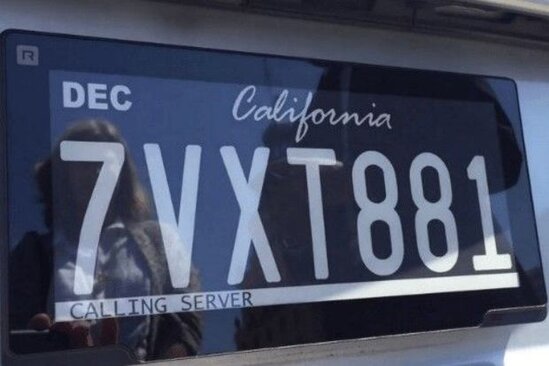 R
DEC
California
7VXT881
CALLING SERVER